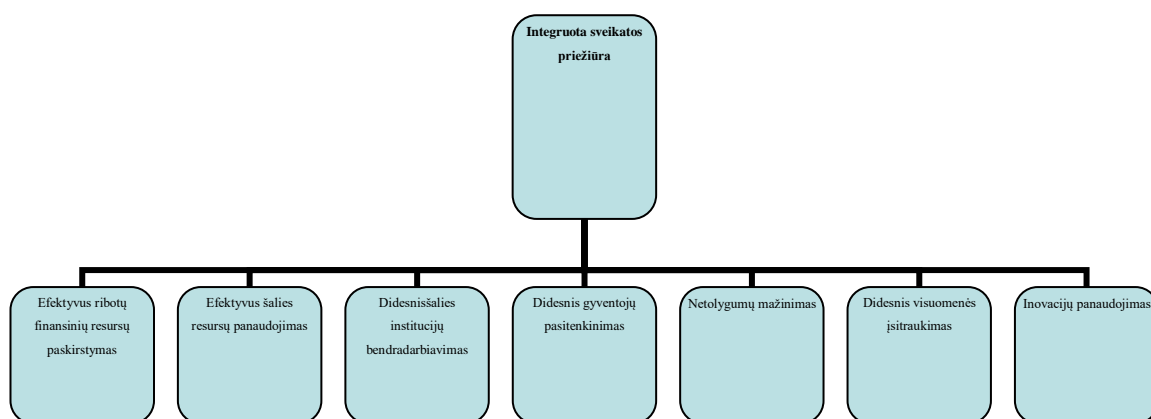 Integruota sveikatos
priežiūra
Efektyvus ribotų
finansinių resursų
paskirstymas
Efektyvus šalies
resursų panaudojimas
Didesnisšalies
institucijų
bendradarbiavimas
Didesnis gyventojų
pasitenkinimas
Netolygumų mažinimas
Didesnis visuomenės
įsitraukimas
Inovacijų panaudojimas